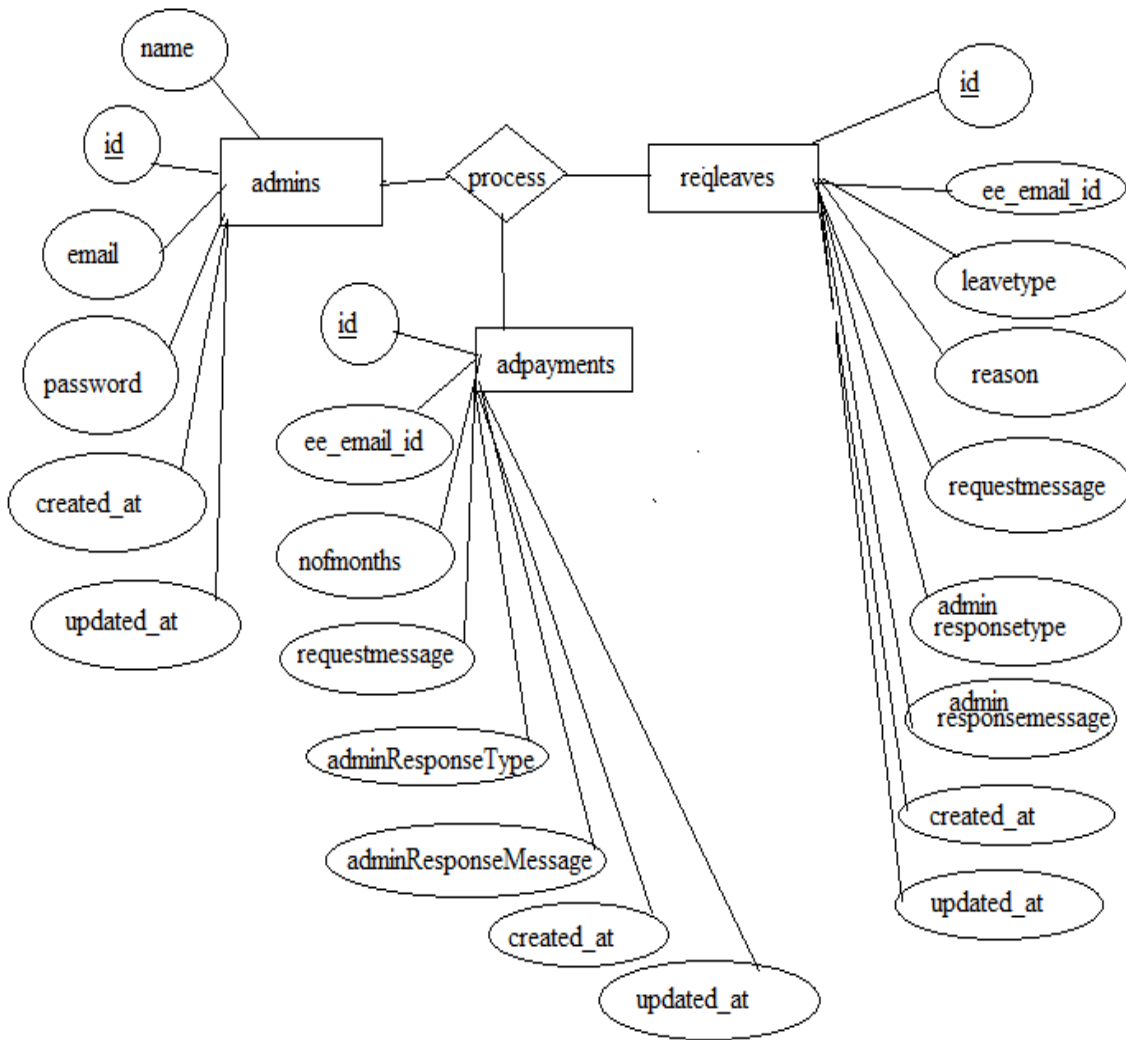 name
id
id
admins
process
reqleaves
ee_email_id
email
leavetype
id
adpayments
password
reason
ee_email_id
requestmessage
created_at
nofmonths
updated_at
admin
responsetype
requestmessage
admin
responsemessage
adminResponseType
created_at
adminResponseMessage
updated_at
created_at
updated_at